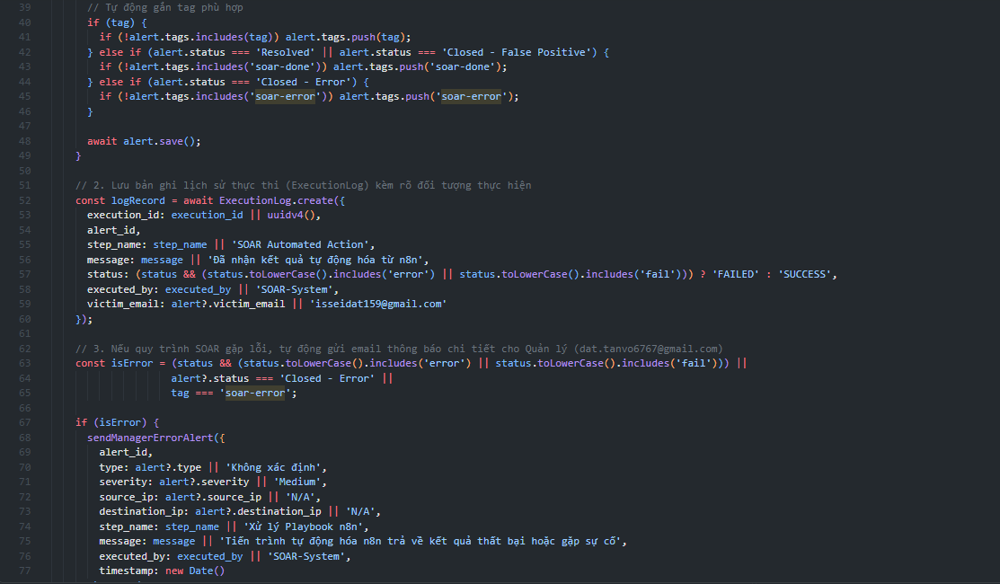 39 // Tự động gắn tag phù hợp
40 if (tag) {
41 if (!alert.tags.includes(tag)) alert.tags.push(tag);
42 } else if (alert.status === 'Resolved' || alert.status === 'Closed - False Positive') {
43 if (!alert.tags.includes('soar-done')) alert.tags.push('soar-done');
44 } else if (alert.status === 'Closed - Error') {
45 if (!alert.tags.includes('soar-error')) alert.tags.push('soar-error');
46 }
47
48 await alert.save();
49 }
50
51 // 2. Lưu bản ghi lịch sử thực thi (ExecutionLog) kèm rõ đối tượng thực hiện
52 const logRecord = await ExecutionLog.create({
53 execution_id: execution_id || uuidv4(),
54 alert_id,
55 step_name: step_name || 'SOAR Automated Action',
56 message: message || 'Đã nhận kết quả tự động hóa từ n8n',
57 status: (status && (status.toLowerCase().includes('error') || status.toLowerCase().includes('fail'))) ? 'FAILED' : 'SUCCESS',
58 executed_by: executed_by || 'SOAR-System',
59 victim_email: alert?.victim_email || 'isseidat159@gmail.com'
60 });
61
62 // 3. Nếu quy trình SOAR gặp lỗi, tự động gửi email thông báo chi tiết cho Quản lý (dat.tanvo6767@gmail.com)
63 const isError = (status && (status.toLowerCase().includes('error') || status.toLowerCase().includes('fail'))) ||
64 alert?.status === 'Closed - Error' ||
65 tag === 'soar-error';
66
67 if (isError) {
68 sendManagerErrorAlert({
69 alert_id,
70 type: alert?.type || 'Không xác định',
71 severity: alert?.severity || 'Medium',
72 source_ip: alert?.source_ip || 'N/A',
73 destination_ip: alert?.destination_ip || 'N/A',
74 step_name: step_name || 'Xử lý Playbook n8n',
75 message: message || 'Tiến trình tự động hóa n8n trả về kết quả thất bại hoặc gặp sự cố',
76 executed_by: executed_by || 'SOAR-System',
77 timestamp: new Date()